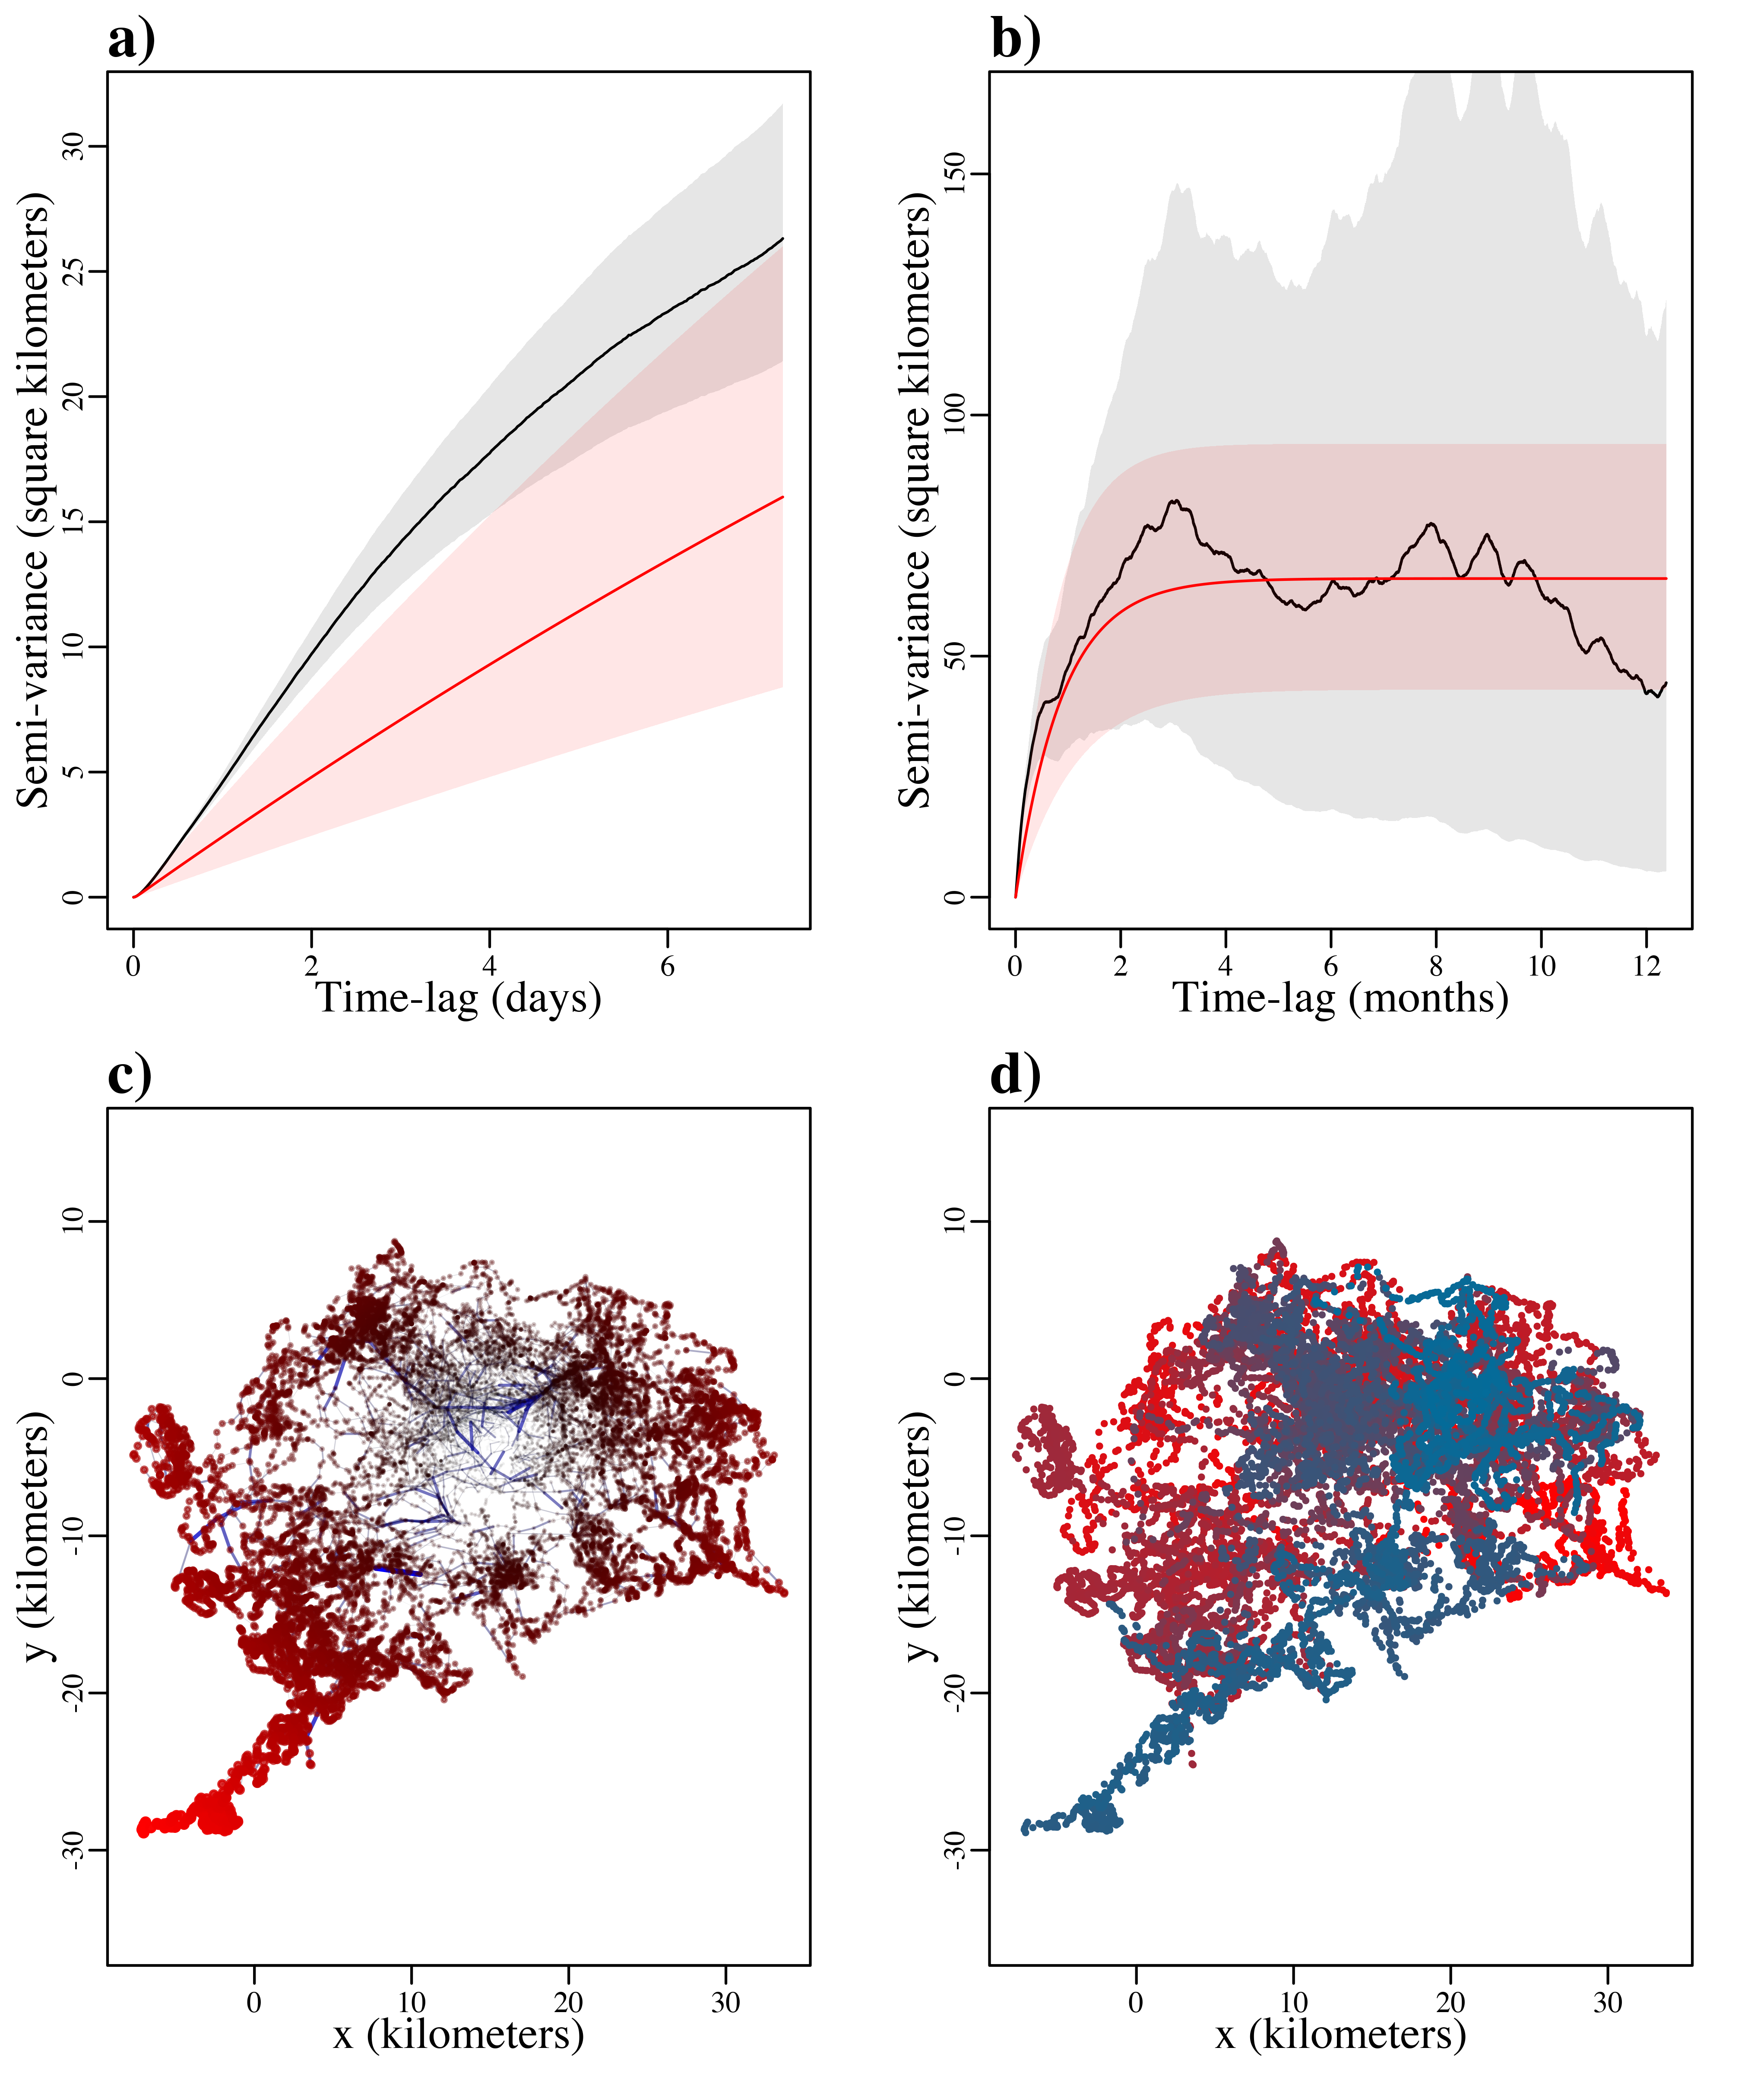 a)
Semi-variance (square kilometers)
30
25
20
15
10
5
0
0 2 4 6
Time-lag (days)
b)
Semi-variance (square kilometers)
150
100
50
0
0 2 4 6 8 10 12
Time-lag (months)
c)
y (kilometers)
10
0
-10
-20
-30
0 10 20 30
x (kilometers)
d)
y (kilometers)
10
0
-10
-20
-30
0 10 20 30
x (kilometers)